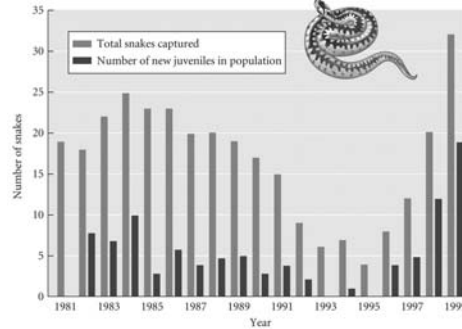 35
30
25
20
15
10
5
0
Number of snakes
Total snakes captured
Number of new juveniles in population
1981 1983 1985 1987 1989 1991 1993 1995 1997 1999
Year